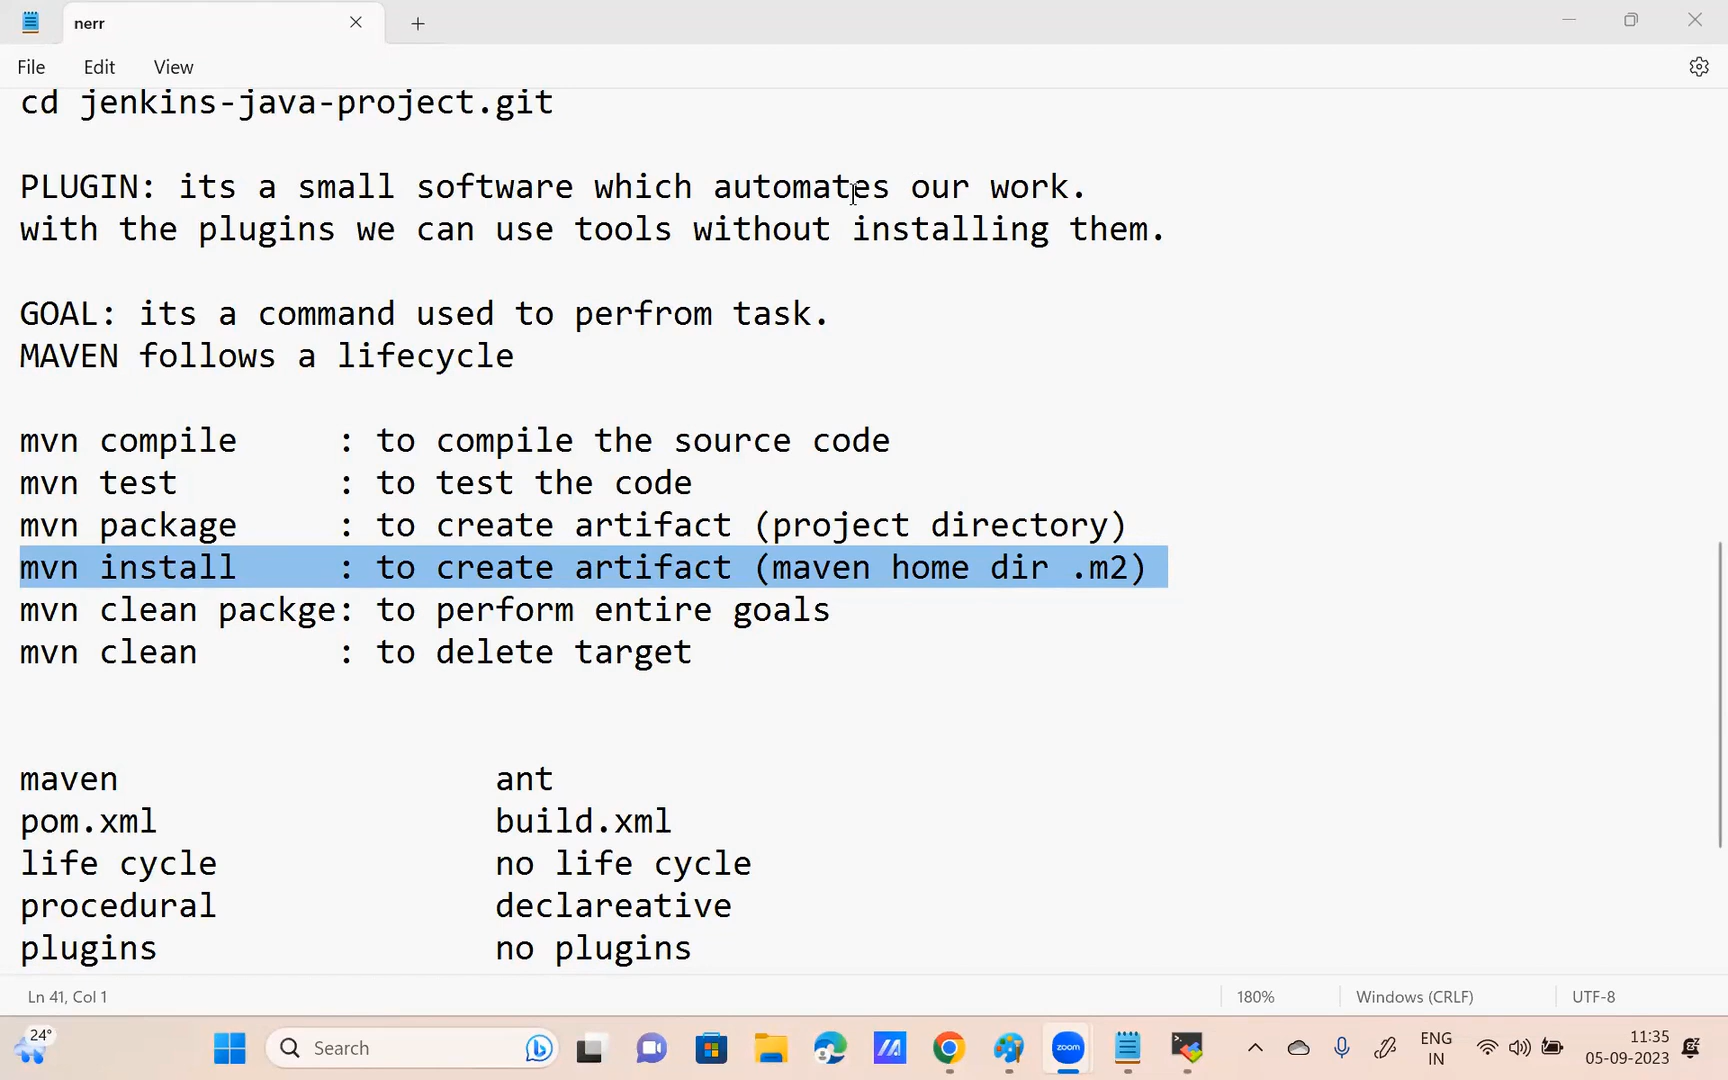 nerr
File Edit View
cd jenkins-java-project.git
PLUGIN: its a small software which automates our work.
with the plugins we can use tools without installing them.
GOAL: its a command used to perfrom task.
MAVEN follows a lifecycle
mvn compile : to compile the source code
mvn test : to test the code
mvn package : to create artifact (project directory)
mvn install : to create artifact (maven home dir .m2)
mvn clean packge: to perform entire goals
mvn clean : to delete target
maven ant
pom.xml build.xml
life cycle no life cycle
procedural declareative
plugins no plugins
Ln 41, Col 1 180% Windows (CRLF) UTF-8
24° Search zoom ENG IN 11:35 05-09-2023